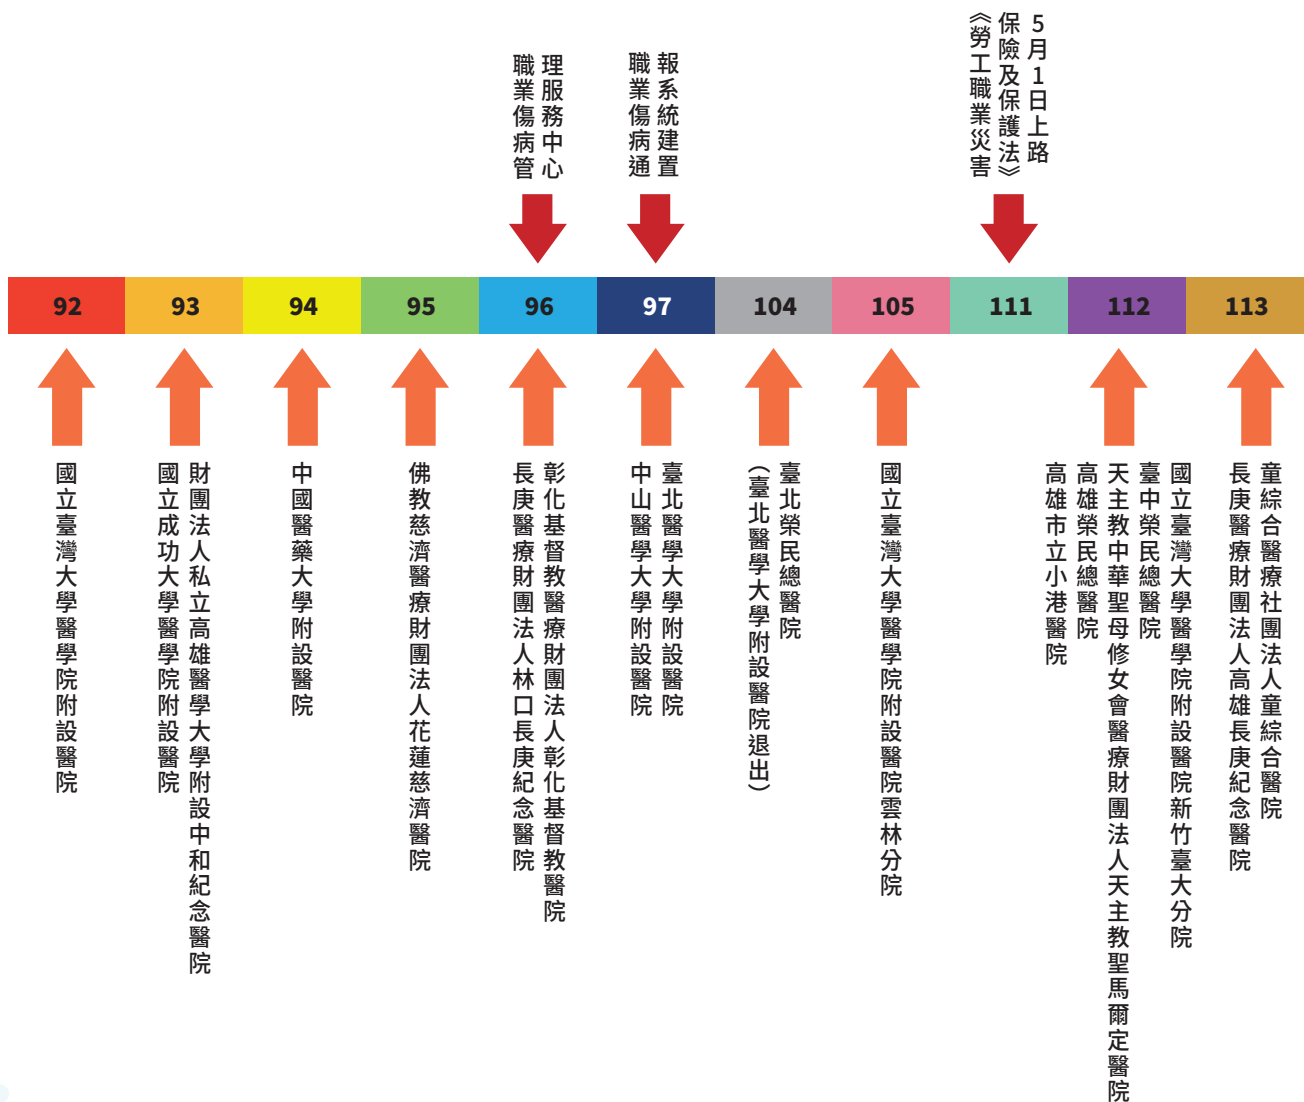 職業傷病管
理服務中心
職業傷病通
報系統建置
《勞工職業災害
保險及保護法》
5月1日上路
92
93
94
95
96
97
104
105
111
112
113
國立臺灣大學醫學院附設醫院
財團法人私立高雄醫學大學附設中和紀念醫院
國立成功大學醫學院附設醫院
中國醫藥大學附設醫院
佛教慈濟醫療財團法人花蓮慈濟醫院
彰化基督教醫療財團法人彰化基督教醫院
長庚醫療財團法人林口長庚紀念醫院
臺北醫學大學附設醫院
中山醫學大學附設醫院
臺北榮民總醫院
（臺北醫學大學附設醫院退出）
國立臺灣大學醫學院附設醫院雲林分院
國立臺灣大學醫學院附設醫院新竹臺大分院
臺中榮民總醫院
天主教中華聖母修女會醫療財團法人天主教聖馬爾定醫院
高雄榮民總醫院
高雄市立小港醫院
童綜合醫療社團法人童綜合醫院
長庚醫療財團法人高雄長庚紀念醫院